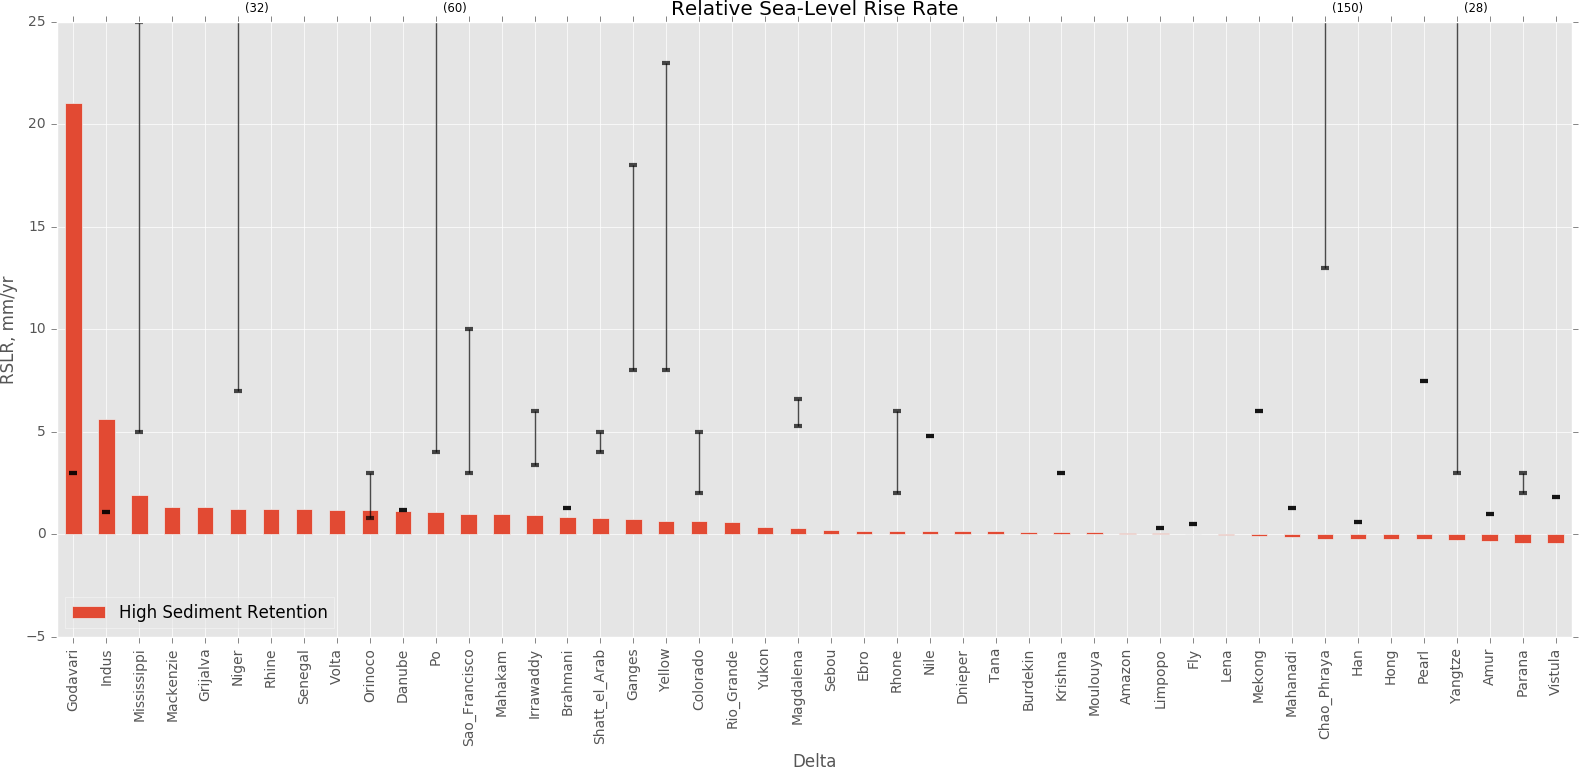 (32) (60) Relative Sea-Level Rise Rate (150) (28)
25
20
15
10
5
0
−5
RSLR, mm/yr
High Sediment Retention
Godavari
Indus
Mississippi
Mackenzie
Grijalva
Niger
Rhine
Senegal
Volta
Orinoco
Danube
Po
Sao_Francisco
Mahakam
Irrawaddy
Brahmani
Shatt_el_Arab
Ganges
Yellow
Colorado
Rio_Grande
Yukon
Magdalena
Sebou
Ebro
Rhone
Nile
Dnieper
Tana
Burdekin
Krishna
Moulouya
Amazon
Limpopo
Fly
Lena
Mekong
Mahanadi
Chao_Phraya
Han
Hong
Pearl
Yangtze
Amur
Parana
Vistula
Delta